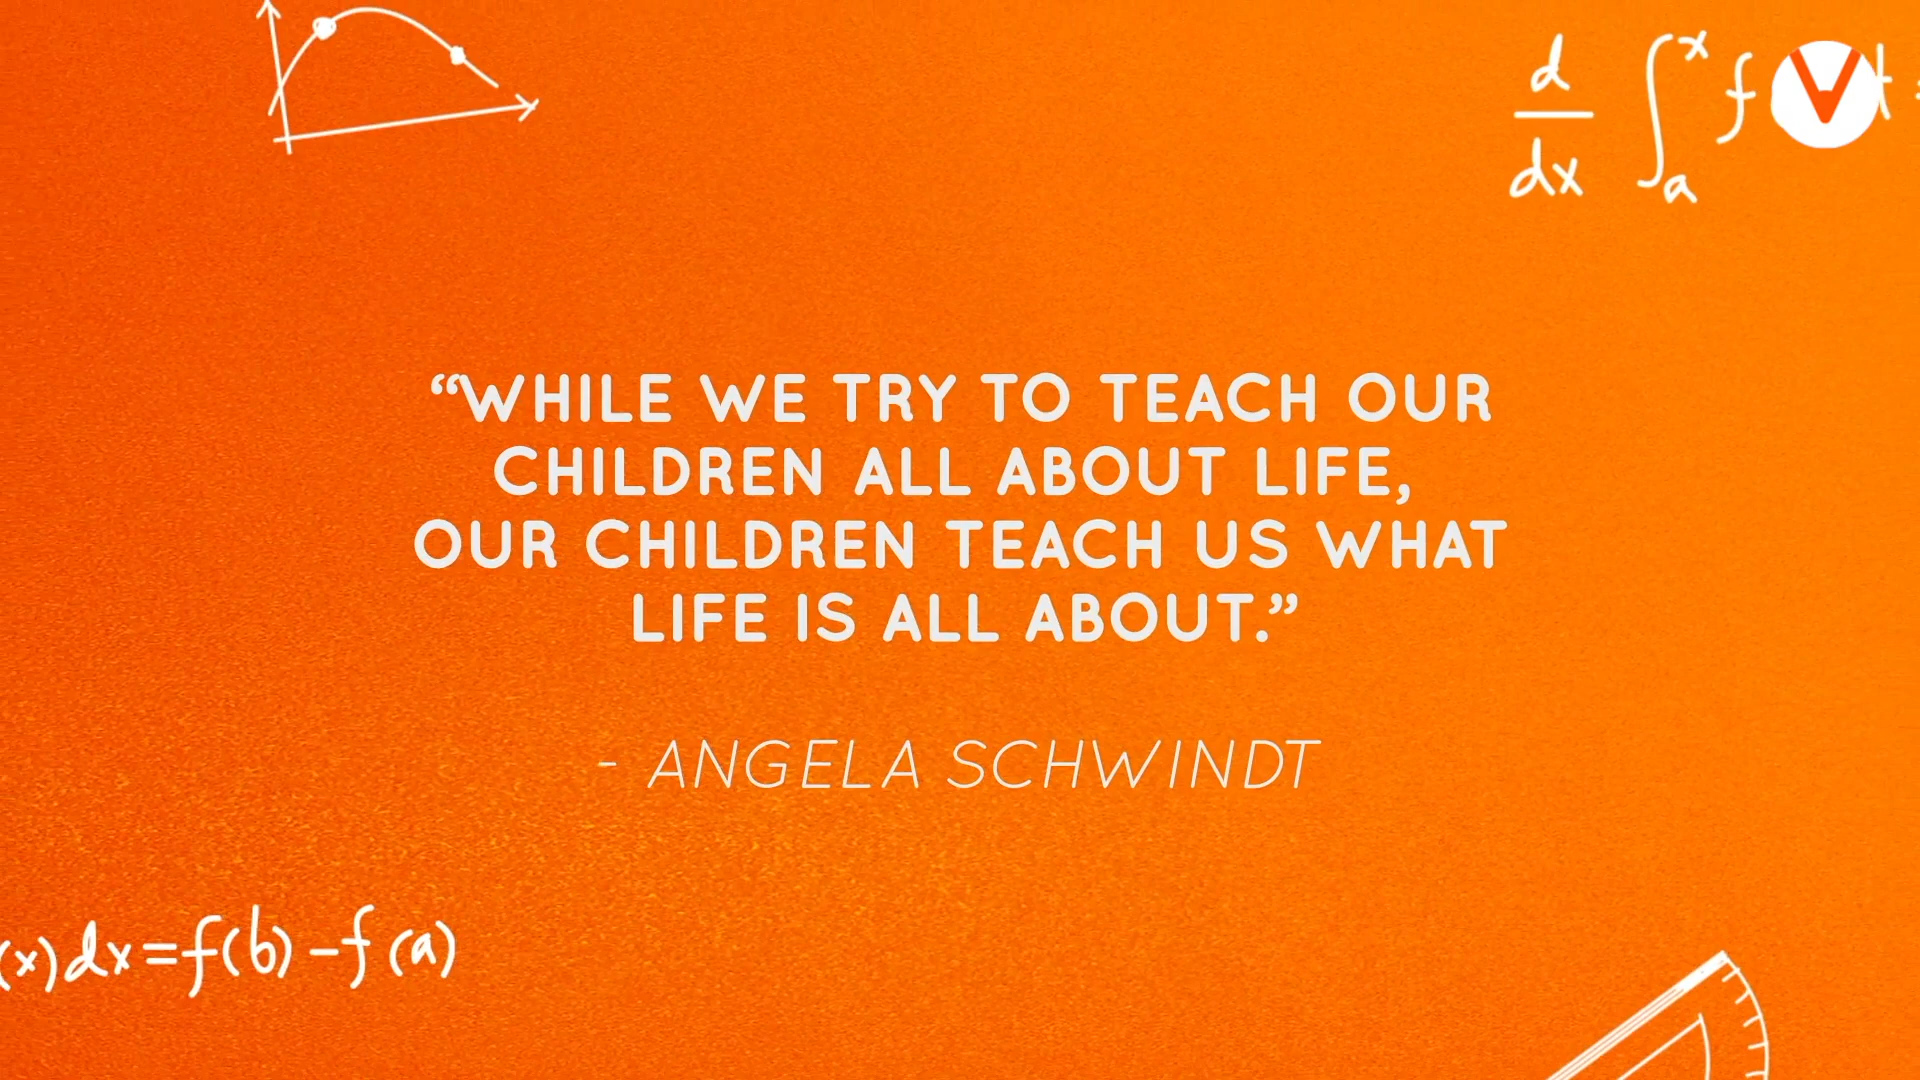 d/dx ∫ₐˣ f
“WHILE WE TRY TO TEACH OUR
CHILDREN ALL ABOUT LIFE,
OUR CHILDREN TEACH US WHAT
LIFE IS ALL ABOUT.”
- ANGELA SCHWINDT
(x)dx=f(b)-f(a)